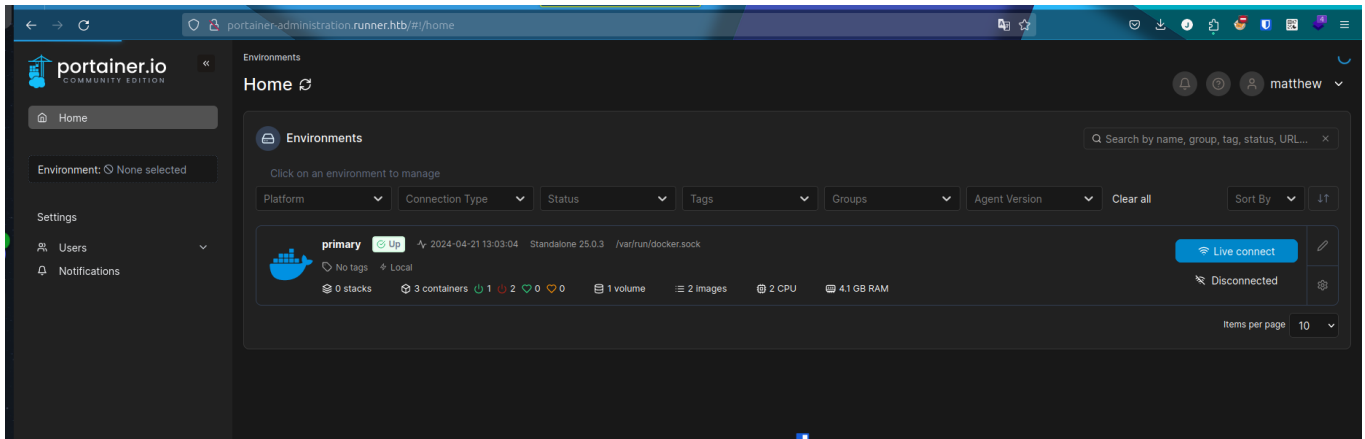 portainer-administration.runner.htb/#!/home
4
portainer.io
COMMUNITY EDITION
«
Home
Environment: None selected
Settings
Users
Notifications
Environments
Home
matthew
Environments
Search by name, group, tag, status, URL... ×
Click on an environment to manage
Platform Connection Type Status Tags Groups Agent Version Clear all Sort By ↓↑
primary Up 2024-04-21 13:03:04 Standalone 25.0.3 /var/run/docker.sock
No tags Local
0 stacks 3 containers 1 2 0 0 1 volume 2 images 2 CPU 4.1 GB RAM
Live connect
Disconnected
Items per page 10